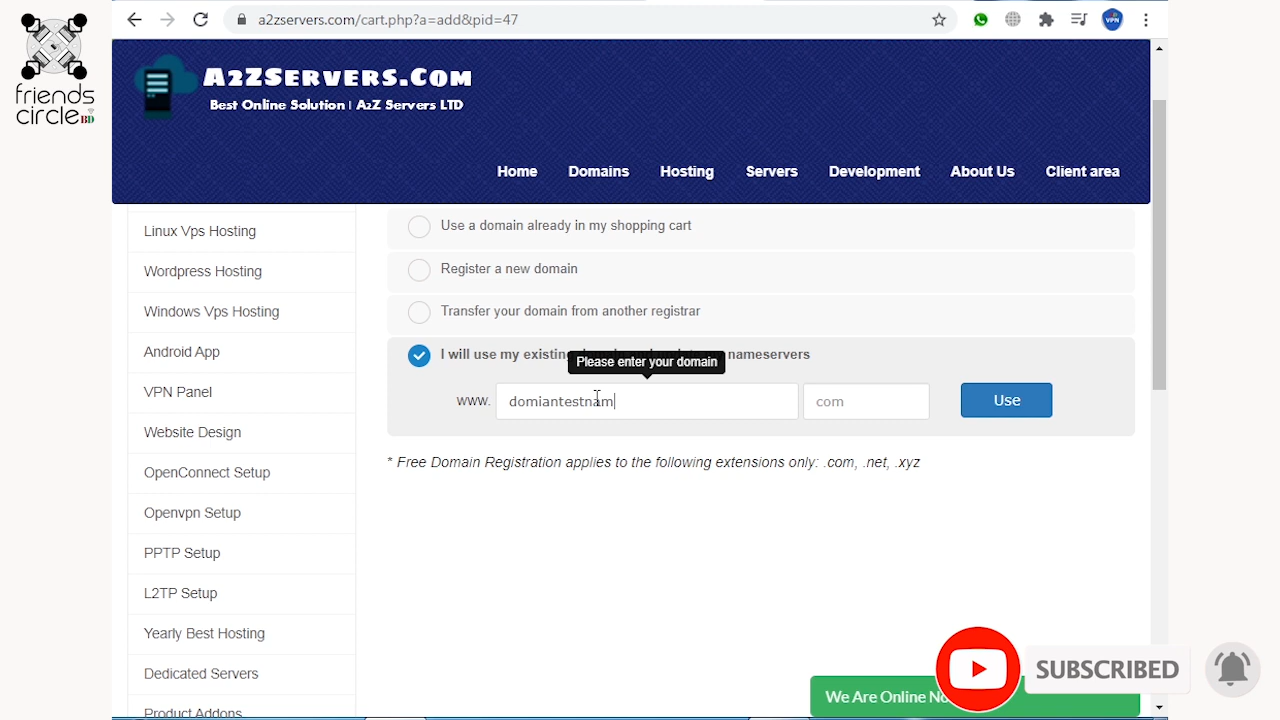 friends
circle BD
a2zservers.com/cart.php?a=add&pid=47
VPN
A2ZServers.Com
Best Online Solution | A2Z Servers LTD
Home Domains Hosting Servers Development About Us Client area
Linux Vps Hosting
Wordpress Hosting
Windows Vps Hosting
Android App
VPN Panel
Website Design
OpenConnect Setup
Openvpn Setup
PPTP Setup
L2TP Setup
Yearly Best Hosting
Dedicated Servers
Product Addons
Use a domain already in my shopping cart
Register a new domain
Transfer your domain from another registrar
I will use my existing nameservers
Please enter your domain
www. domiantestnam com Use
* Free Domain Registration applies to the following extensions only: .com, .net, .xyz
We Are Online
SUBSCRIBED